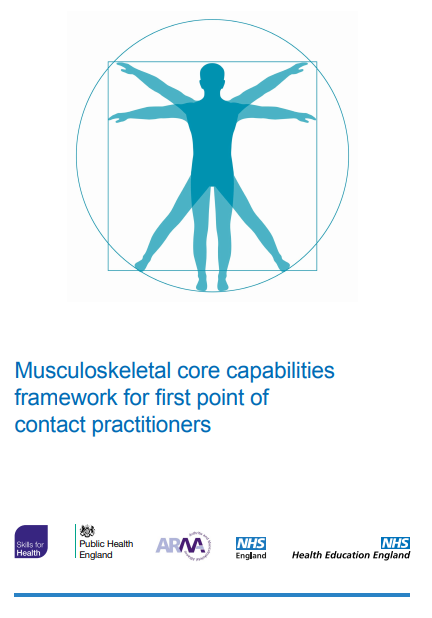 Musculoskeletal core capabilities
framework for first point of
contact practitioners
Skills for
Health
Public Health
England
ARMA
NHS
England
NHS
Health Education England